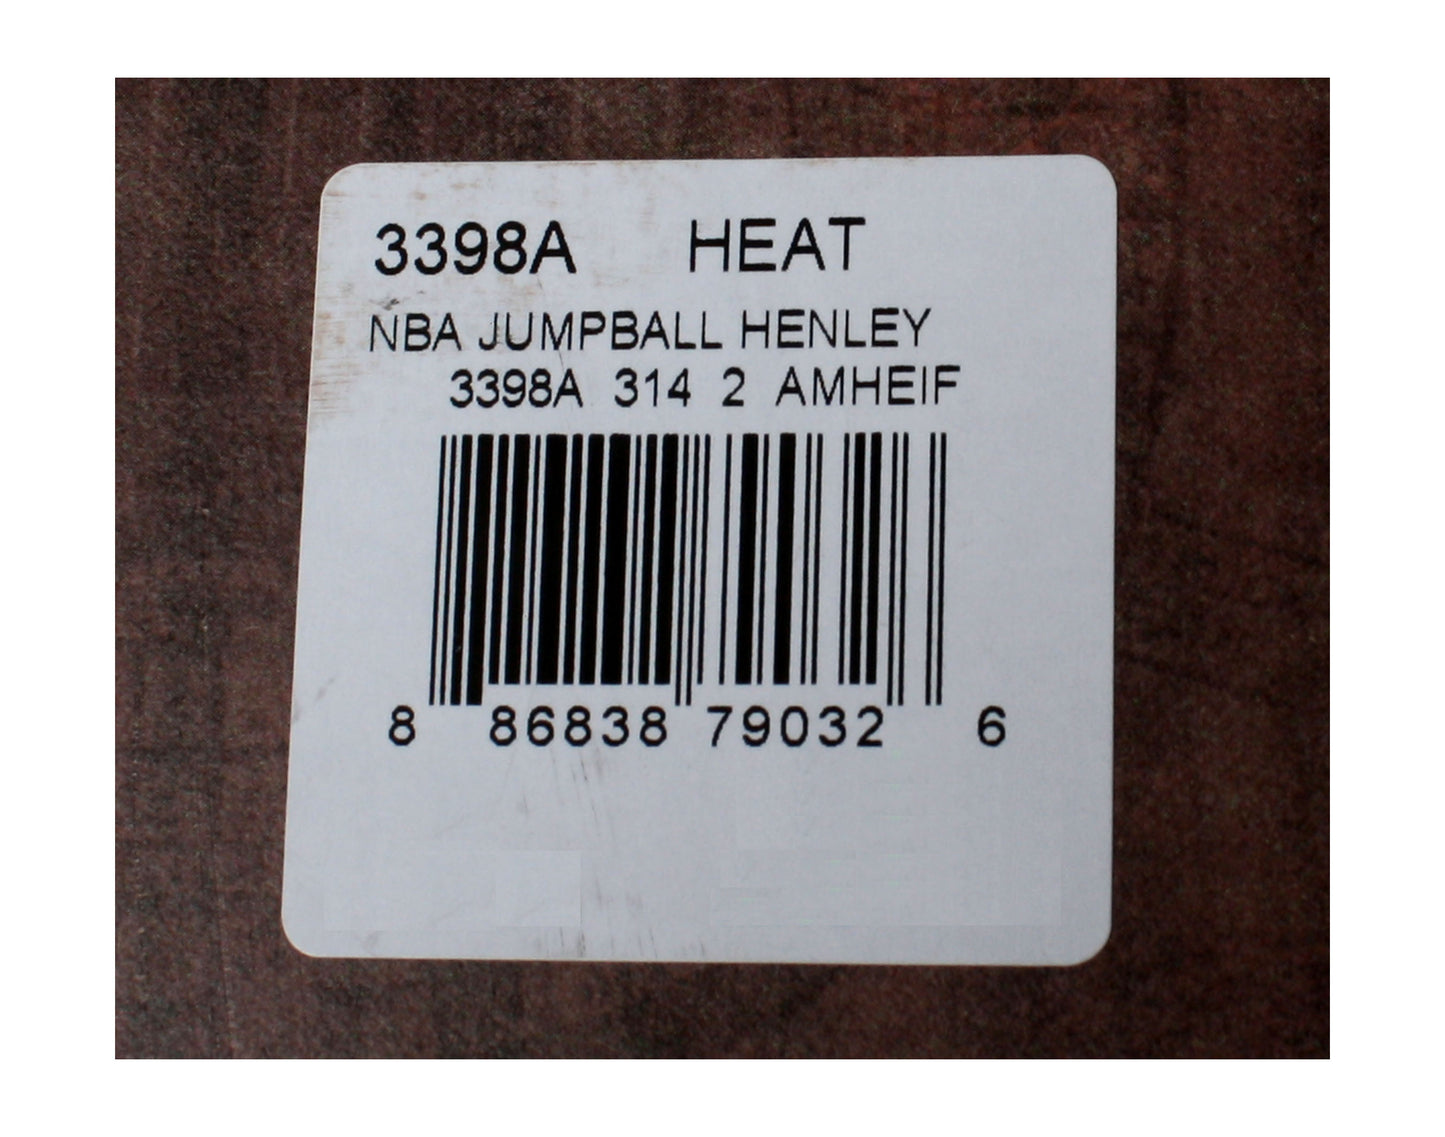 3398A HEAT
NBA JUMPBALL HENLEY
3398A 314 2 AMHEIF
8 86838 79032 6